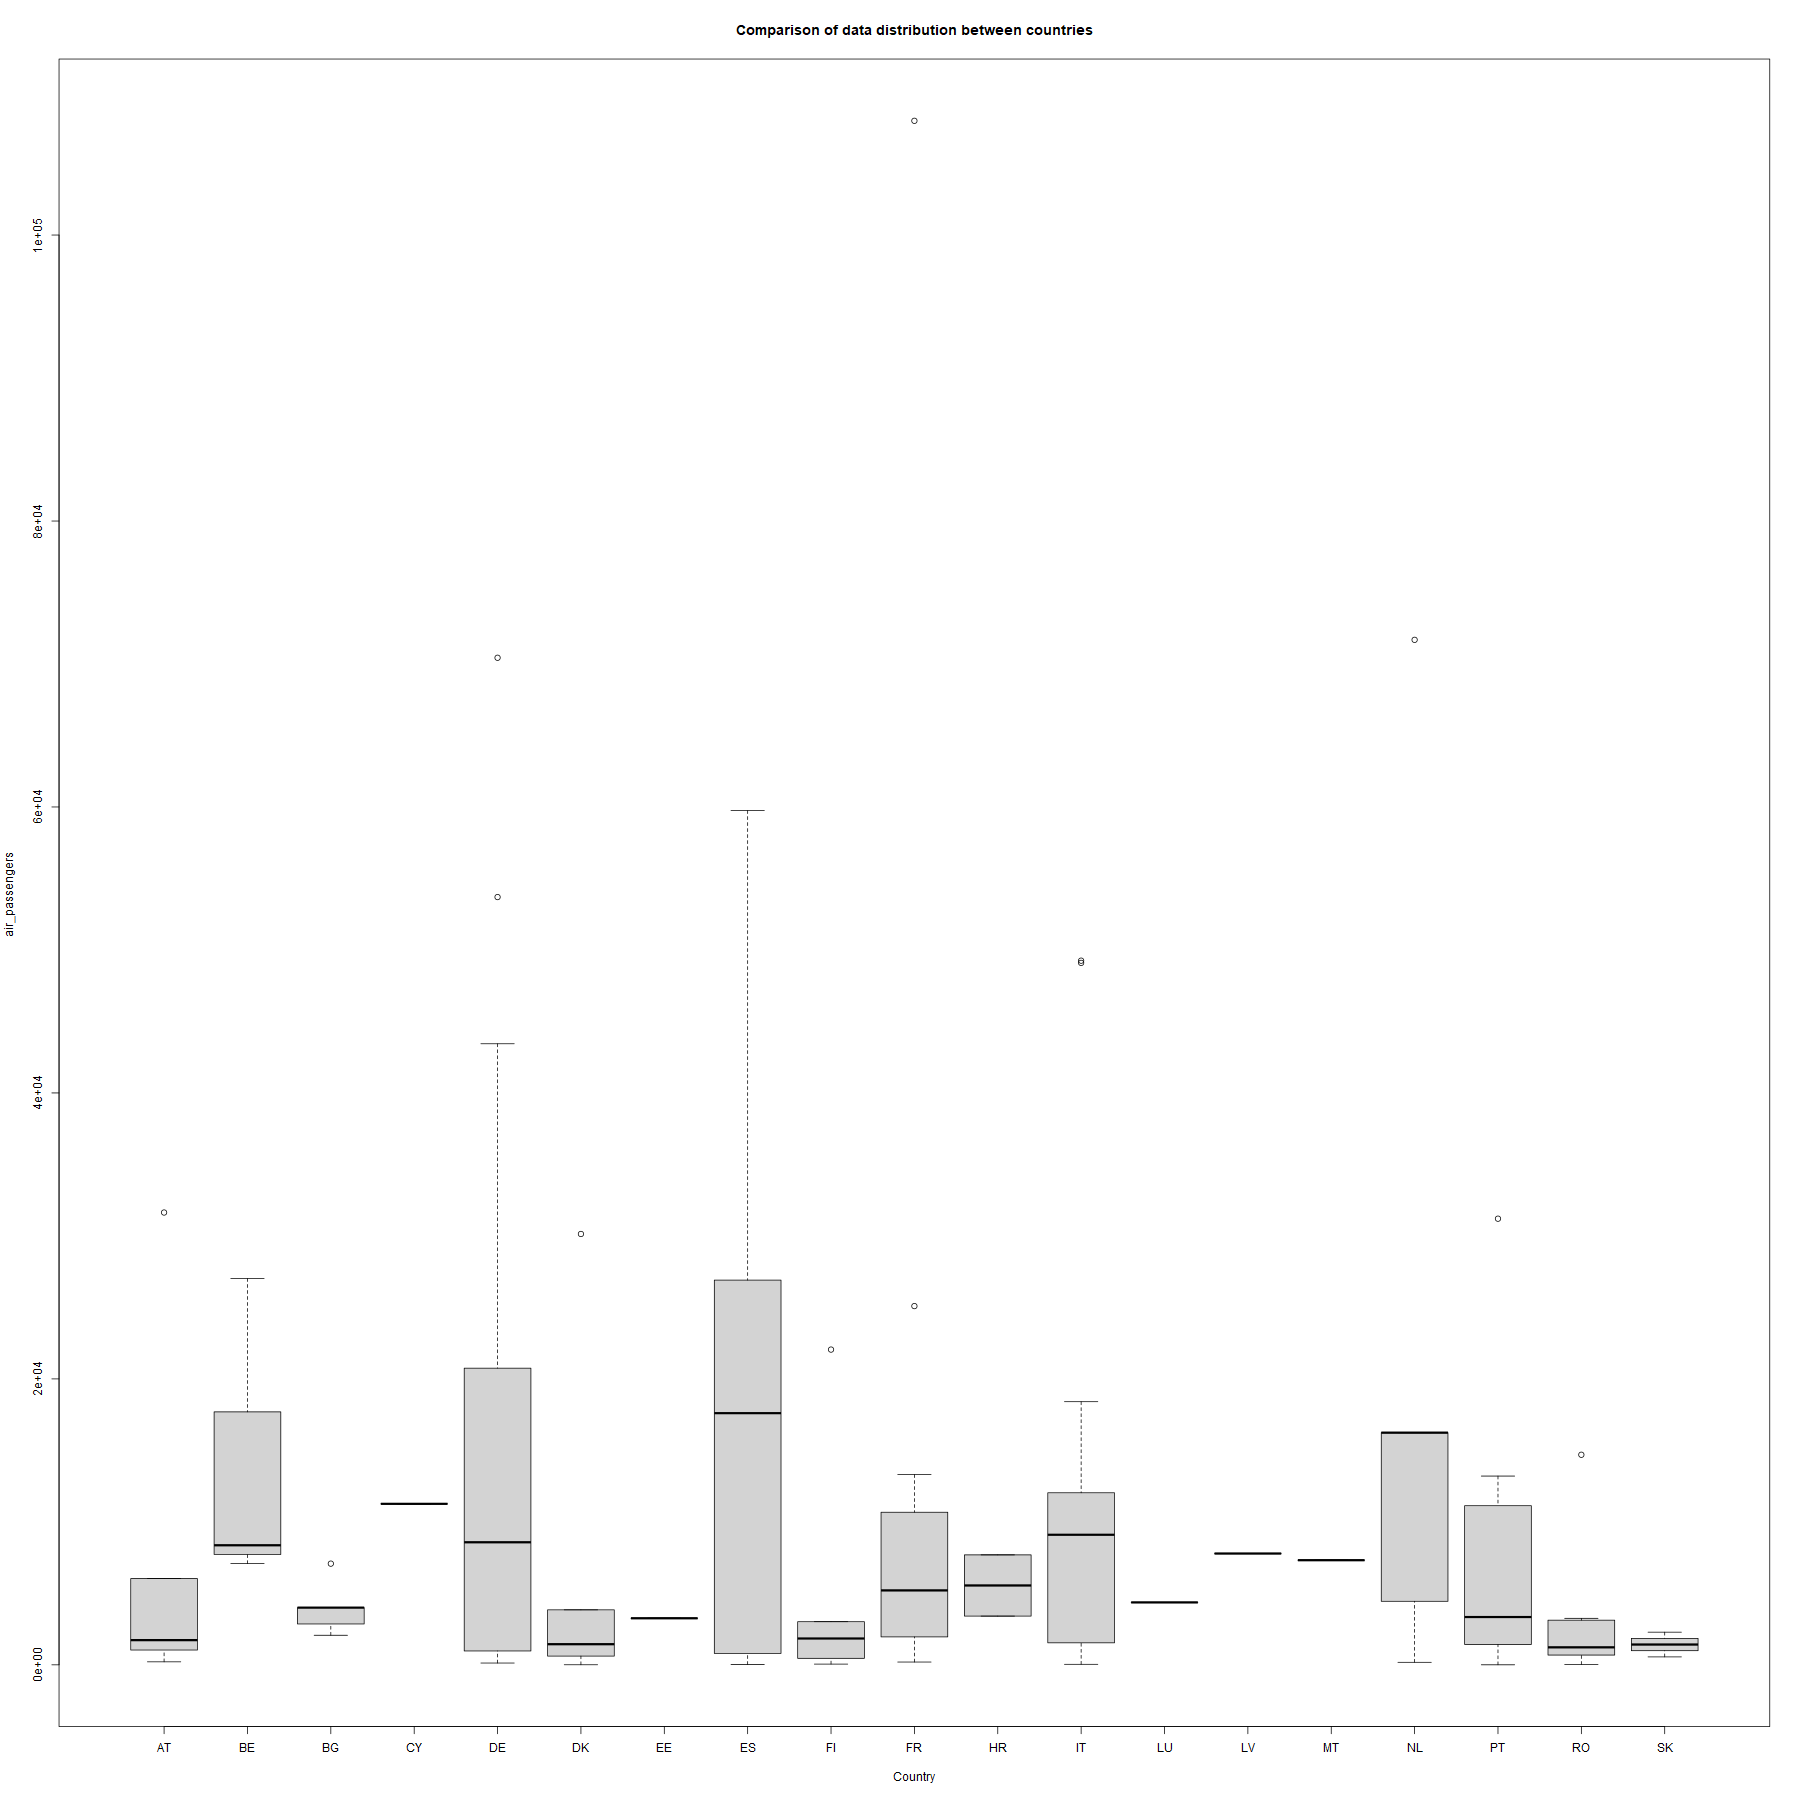 Comparison of data distribution between countries
1e+05
8e+04
6e+04
4e+04
2e+04
0e+00
air_passengers
AT BE BG CY DE DK EE ES FI FR HR IT LU LV MT NL PT RO SK
Country